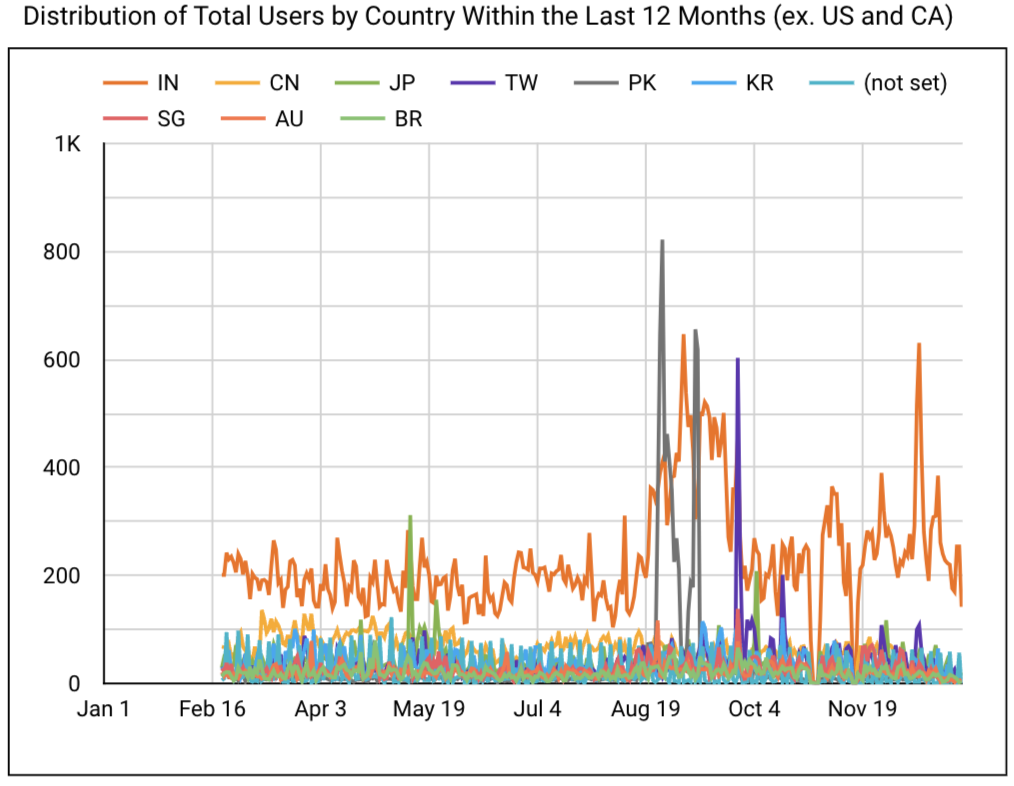 Distribution of Total Users by Country Within the Last 12 Months (ex. US and CA)
IN CN JP TW PK KR (not set)
SG AU BR
1K
800
600
400
200
0
Jan 1 Feb 16 Apr 3 May 19 Jul 4 Aug 19 Oct 4 Nov 19